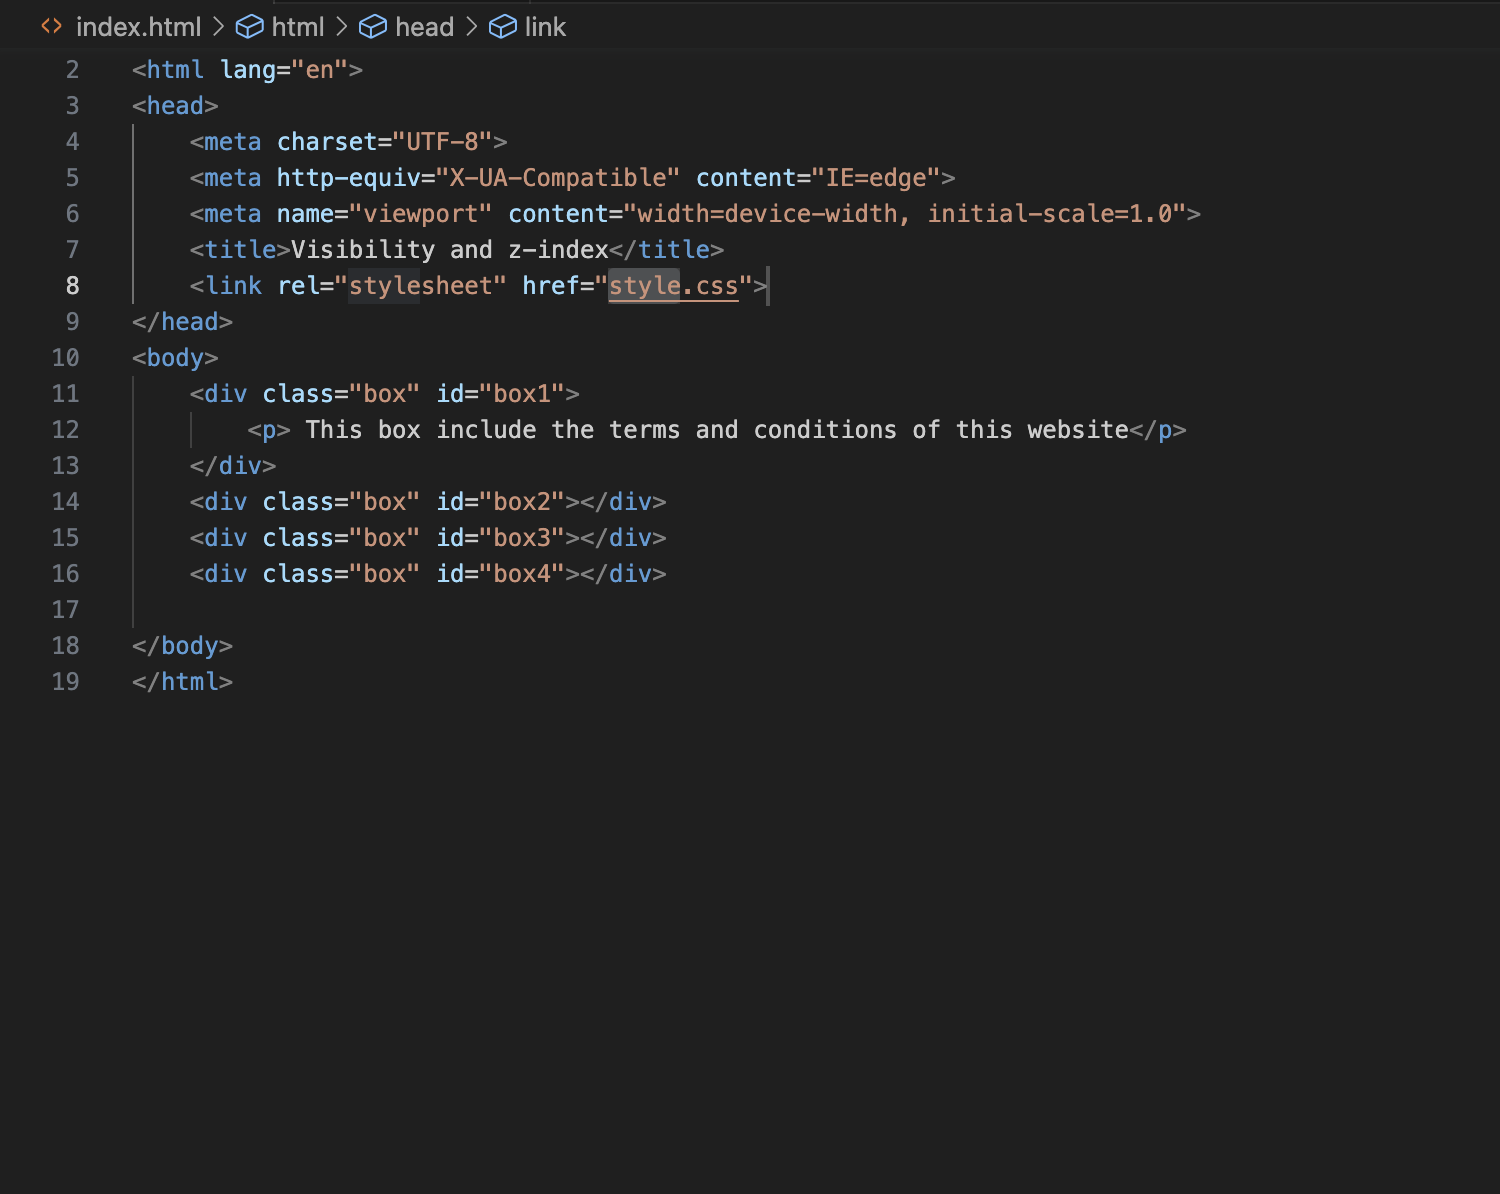 index.html > html > head > link
2 <html lang="en">
3 <head>
4     <meta charset="UTF-8">
5     <meta http-equiv="X-UA-Compatible" content="IE=edge">
6     <meta name="viewport" content="width=device-width, initial-scale=1.0">
7     <title>Visibility and z-index</title>
8     <link rel="stylesheet" href="style.css">
9 </head>
10 <body>
11     <div class="box" id="box1">
12         <p> This box include the terms and conditions of this website</p>
13     </div>
14     <div class="box" id="box2"></div>
15     <div class="box" id="box3"></div>
16     <div class="box" id="box4"></div>
17
18 </body>
19 </html>